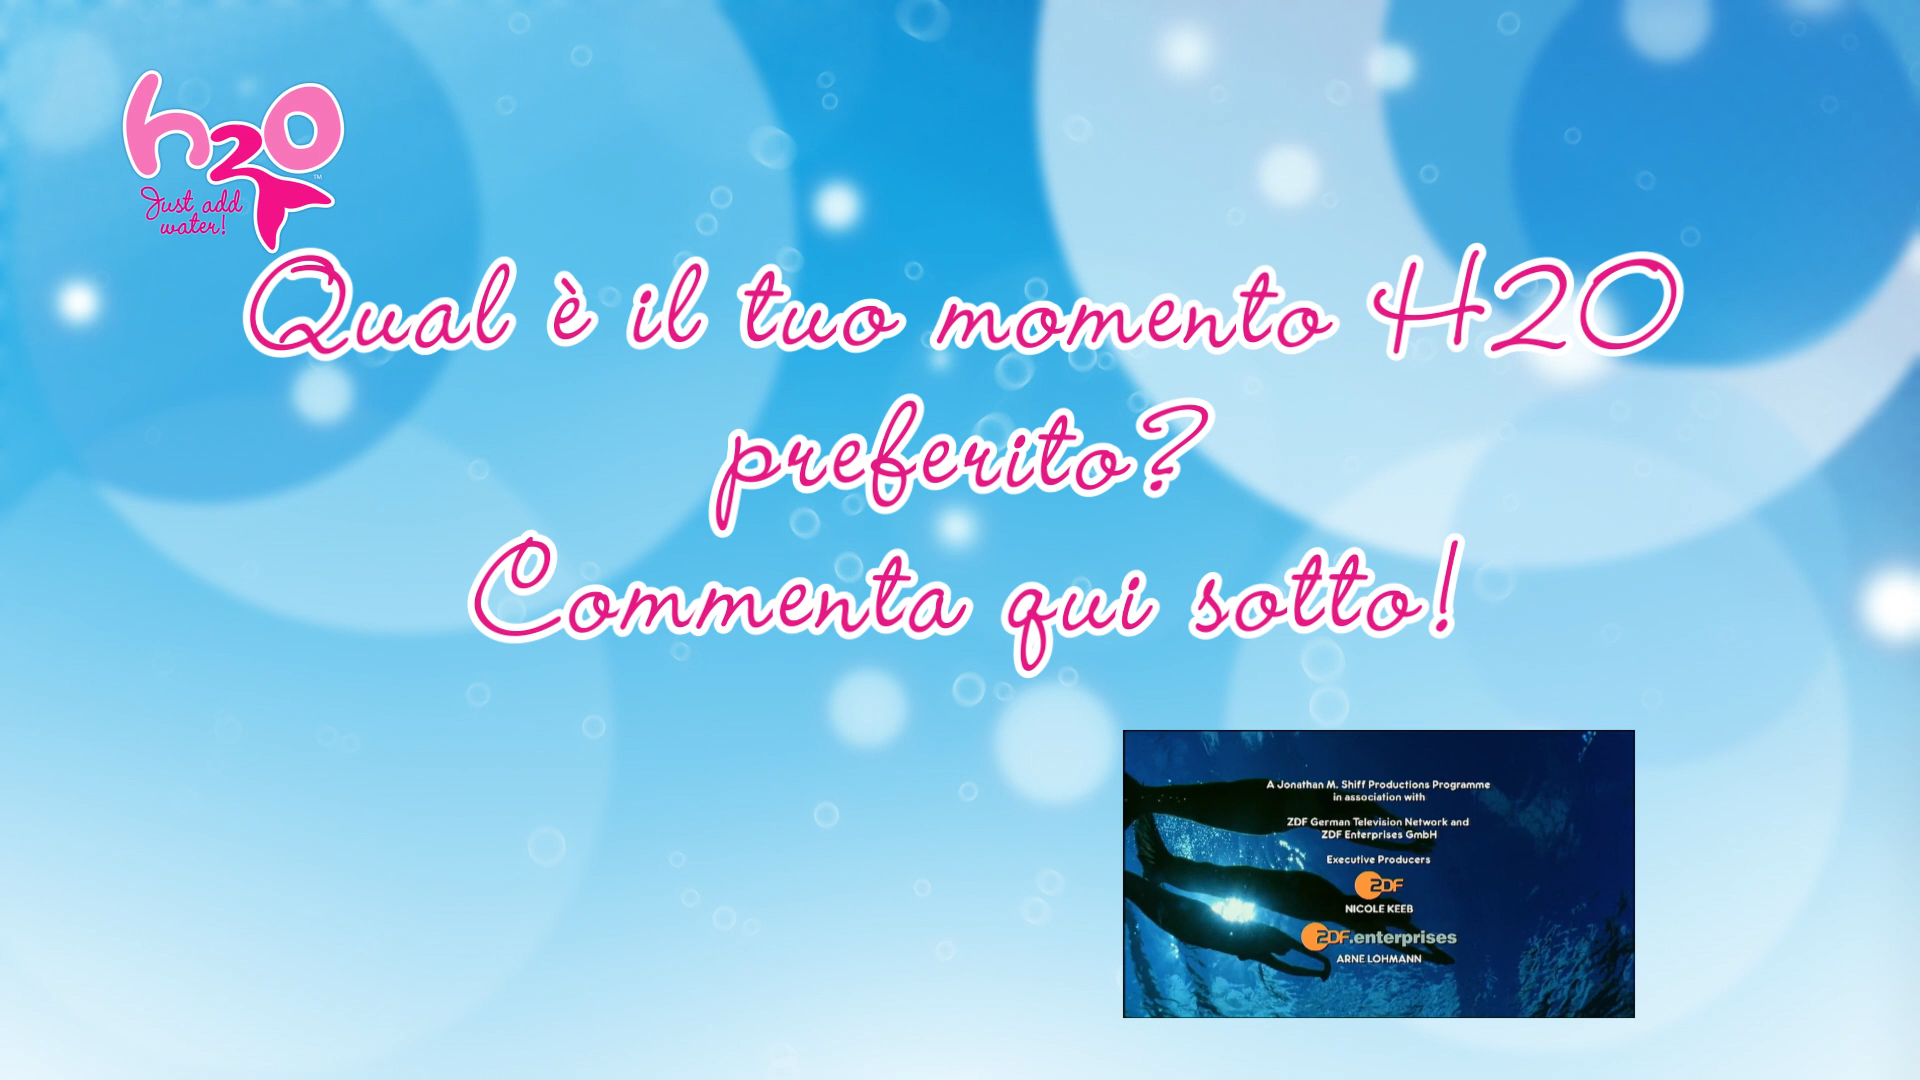 h2O
Just add
water!
™
Qual è il tuo momento H2O
preferito?
Commenta qui sotto!
A Jonathan M. Shiff Productions Programme
in association with
ZDF German Television Network and
ZDF Enterprises GmbH
Executive Producers
ZDF
NICOLE KEEB
ZDF.enterprises
ARNE LOHMANN